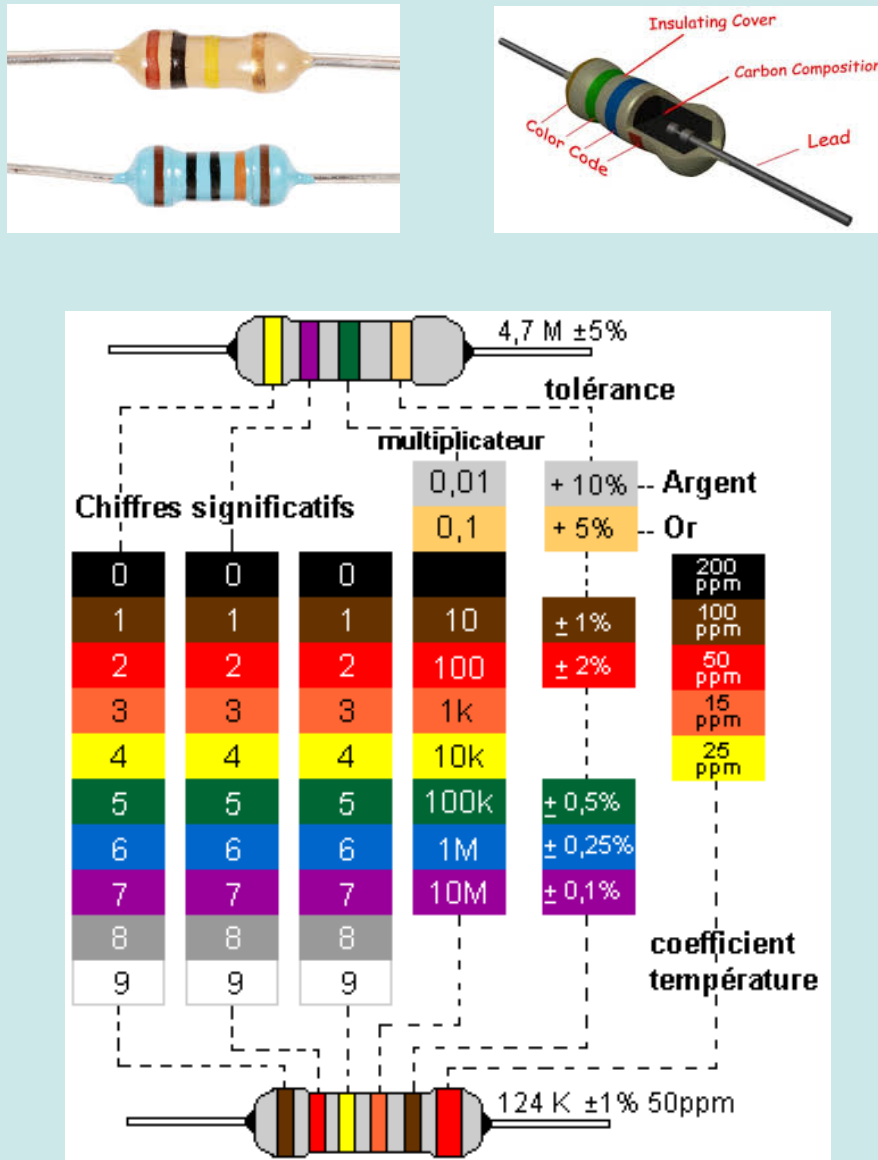 Insulating Cover
Carbon Composition
Color Code
Lead
4,7 M ±5%
tolérance
multiplicateur
0,01 + 10% Argent
Chiffres significatifs
0,1 + 5% Or
0 0 0 200 ppm
1 1 1 10 ± 1% 100 ppm
2 2 2 100 ± 2% 50 ppm
3 3 3 1k 15 ppm
4 4 4 10k 25 ppm
5 5 5 100k ± 0,5%
6 6 6 1M ± 0,25%
7 7 7 10M ± 0,1%
8 8 8
9 9 9
coefficient
température
124 K ±1% 50ppm